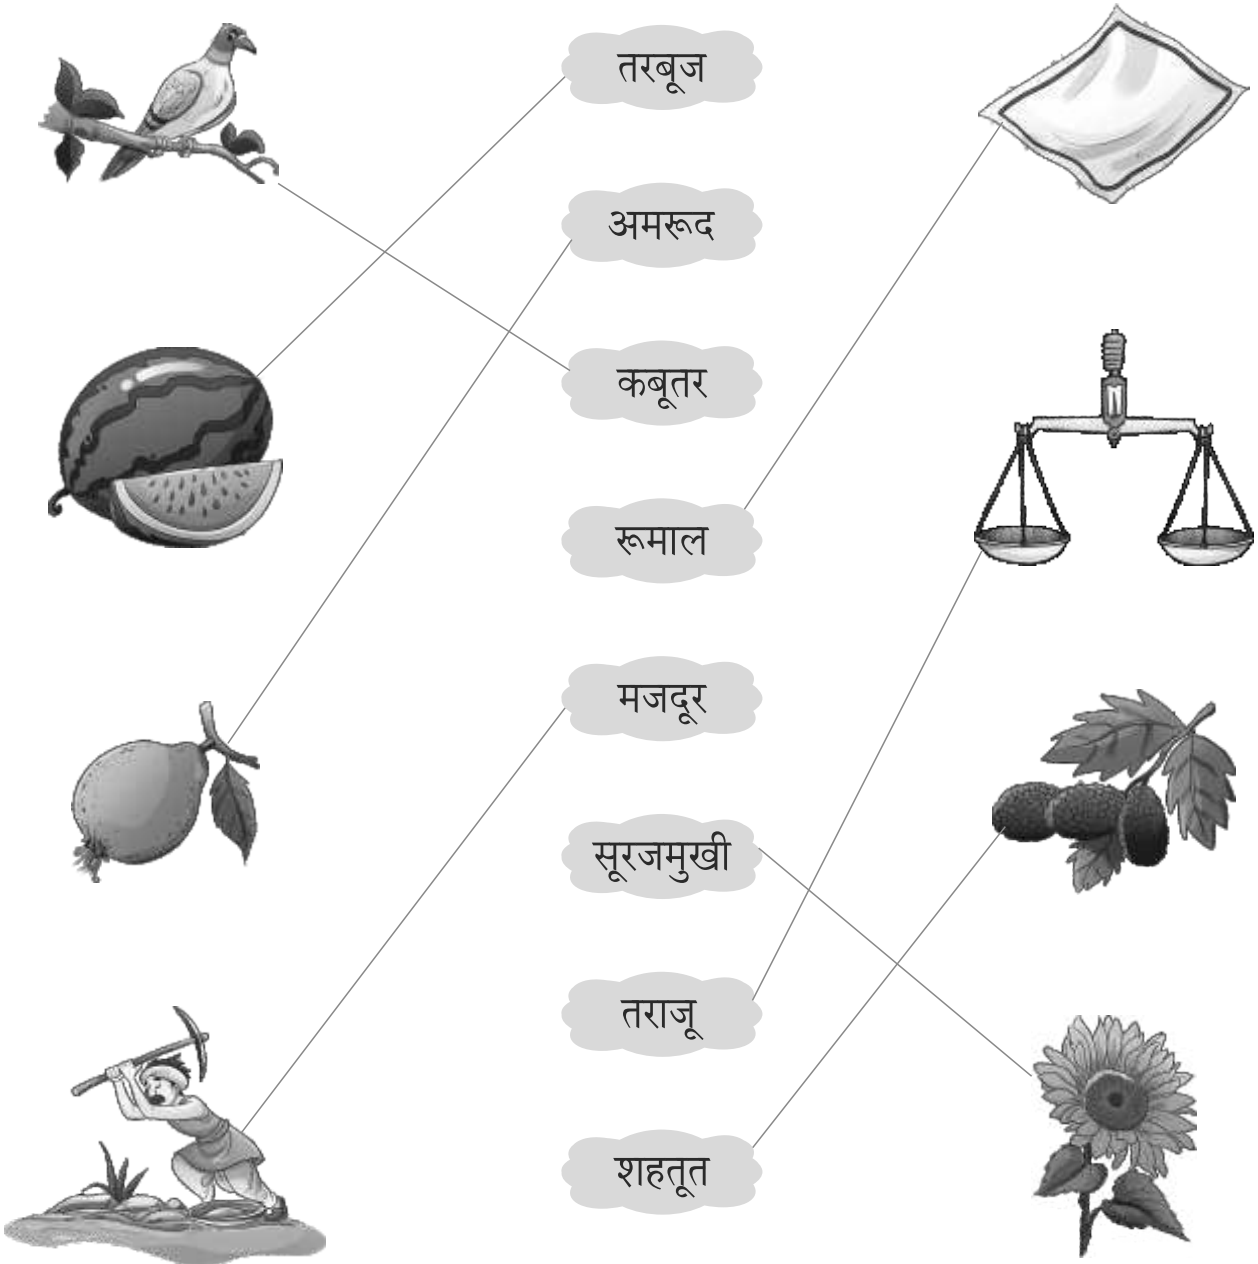 तरबूज
अमरूद
कबूतर
रूमाल
मजदूर
सूरजमुखी
तराजू
शहतूत